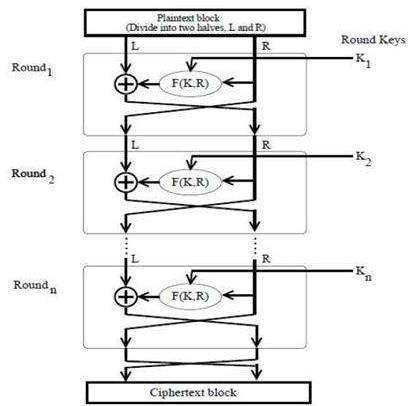 Plaintext block
(Divide into two halves, L and R)
L R
Round Keys
Round1
K1
F(K,R)
L R
Round2
K2
F(K,R)
L R
Roundn
Kn
F(K,R)
Ciphertext block